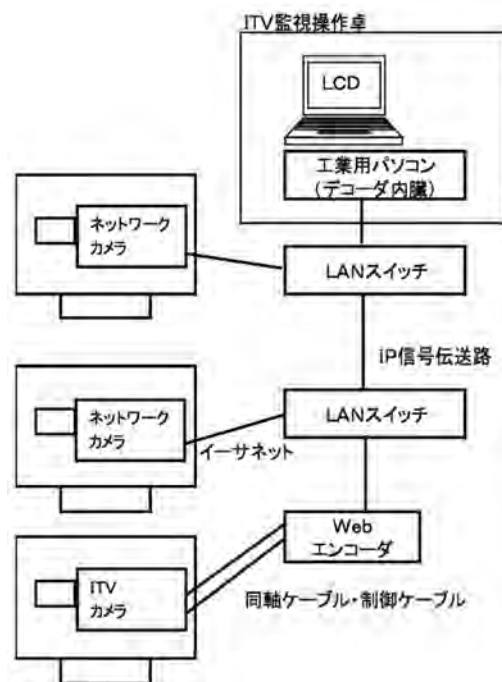 ITV監視操作卓
LCD
工業用パソコン
(デコーダ内臓)
ネットワーク
カメラ
LANスイッチ
IP信号伝送路
ネットワーク
カメラ
LANスイッチ
イーサネット
Web
エンコーダ
ITV
カメラ
同軸ケーブル・制御ケーブル